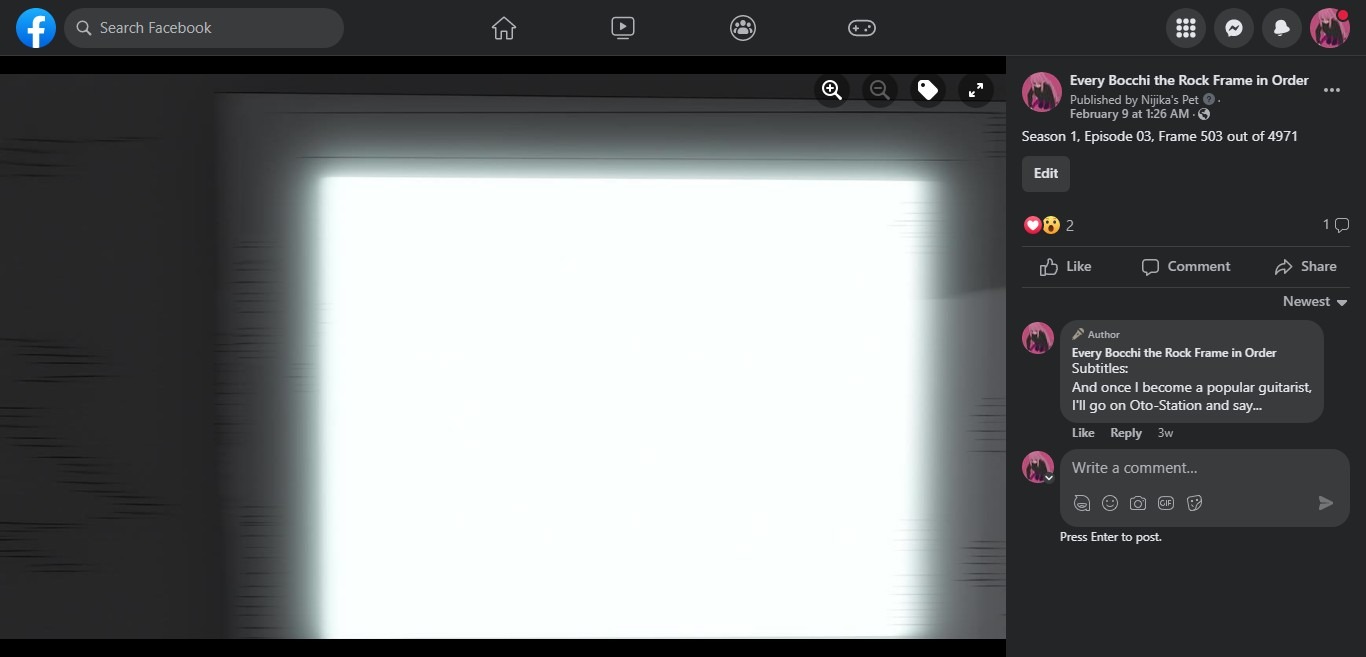 Search Facebook
Every Bocchi the Rock Frame in Order
Published by Nijika's Pet ·
February 9 at 1:26 AM ·
Season 1, Episode 03, Frame 503 out of 4971
Edit
2
1
Like
Comment
Share
Newest
Author
Every Bocchi the Rock Frame in Order
Subtitles:
And once I become a popular guitarist,
I'll go on Oto-Station and say...
Like Reply 3w
Write a comment...
GIF
Press Enter to post.